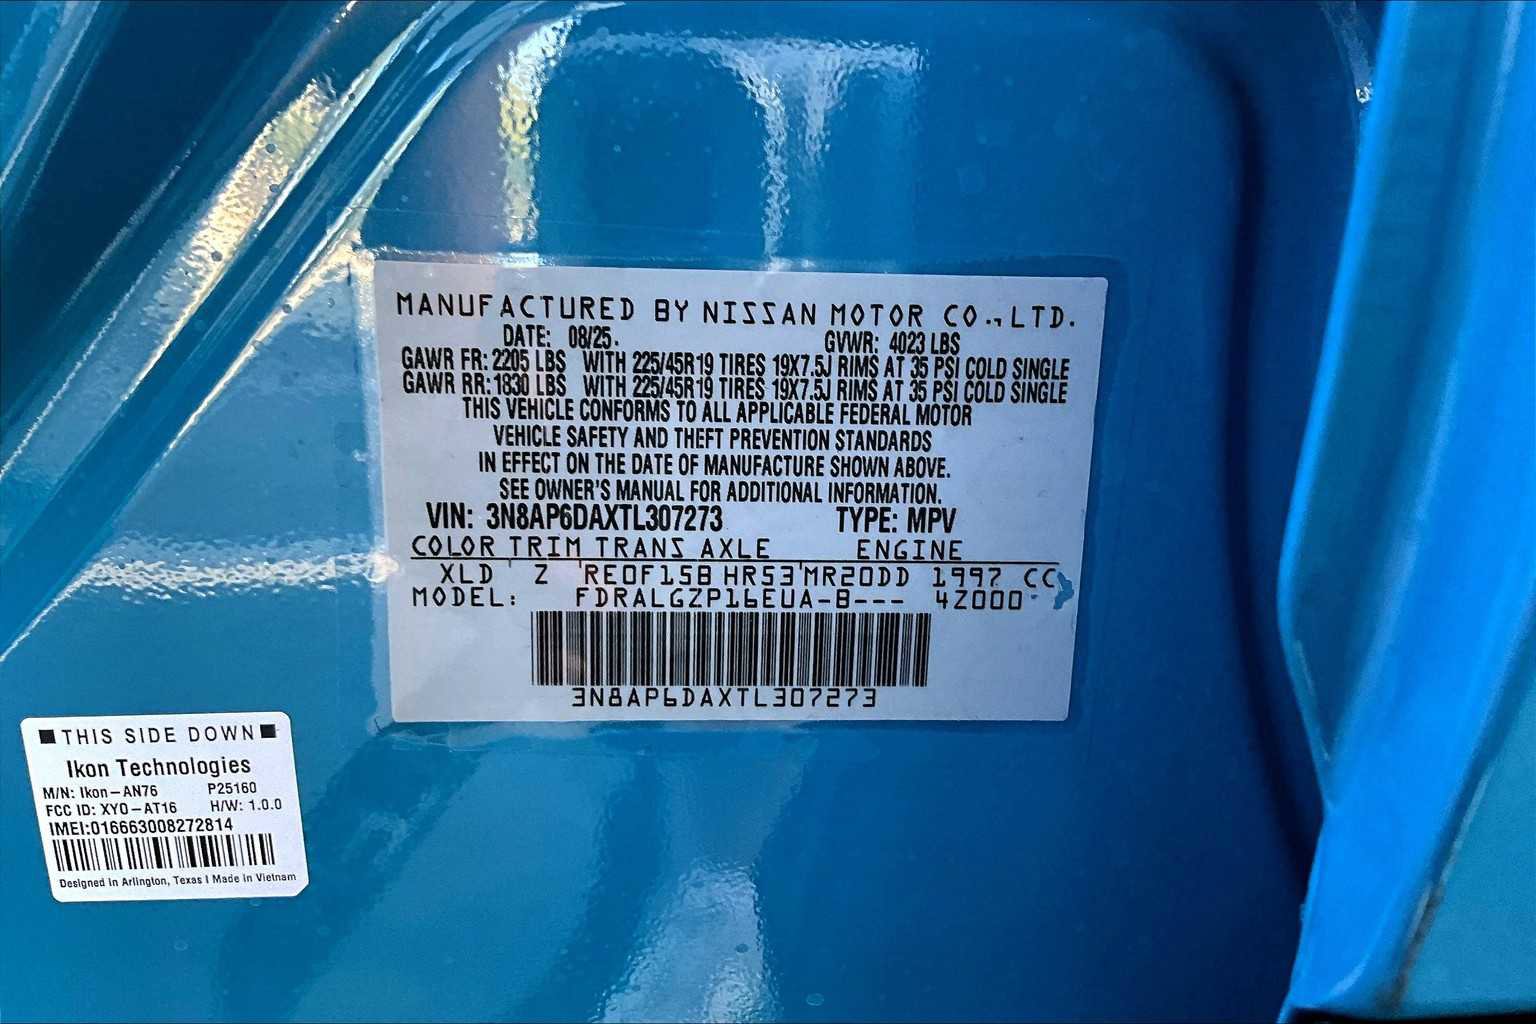 MANUFACTURED BY NISSAN MOTOR CO.,LTD.
DATE: 08/25. GVWR: 4023 LBS
GAWR FR: 2205 LBS WITH 225/45R19 TIRES 19X7.5J RIMS AT 35 PSI COLD SINGLE
GAWR RR: 1830 LBS WITH 225/45R19 TIRES 19X7.5J RIMS AT 35 PSI COLD SINGLE
THIS VEHICLE CONFORMS TO ALL APPLICABLE FEDERAL MOTOR
VEHICLE SAFETY AND THEFT PREVENTION STANDARDS
IN EFFECT ON THE DATE OF MANUFACTURE SHOWN ABOVE.
SEE OWNER'S MANUAL FOR ADDITIONAL INFORMATION.
VIN: 3N8AP6DAXTL307273 TYPE: MPV
COLOR TRIM TRANS AXLE ENGINE
XLD Z RE0F15B HR53 MR20DD 1997 CC
MODEL: FDRALGZP16EUA-B--- 4Z000
3N8AP6DAXTL307273
THIS SIDE DOWN
Ikon Technologies
M/N: Ikon-AN76 P25160
FCC ID: XYO-AT16 H/W: 1.0.0
IMEI:016663008272814
Designed in Arlington, Texas | Made in Vietnam